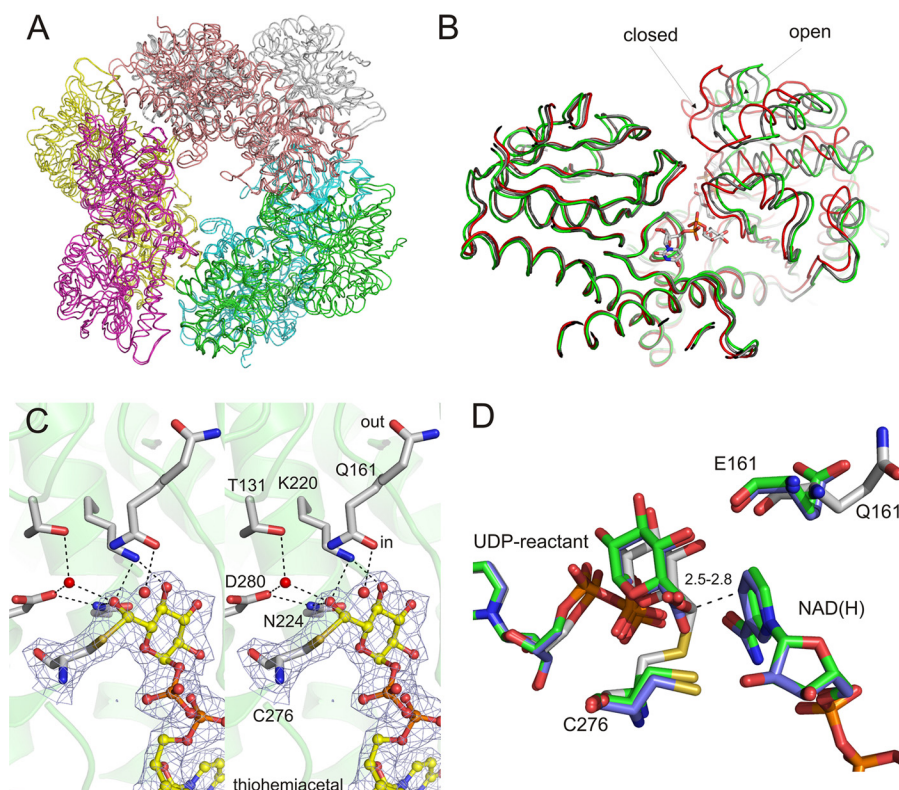 A
B
closed
open
C
out
Q161
T131
K220
in
D280
N224
C276
thiohemiacetal
D
E161
Q161
UDP-reactant
2.5-2.8
NAD(H)
C276